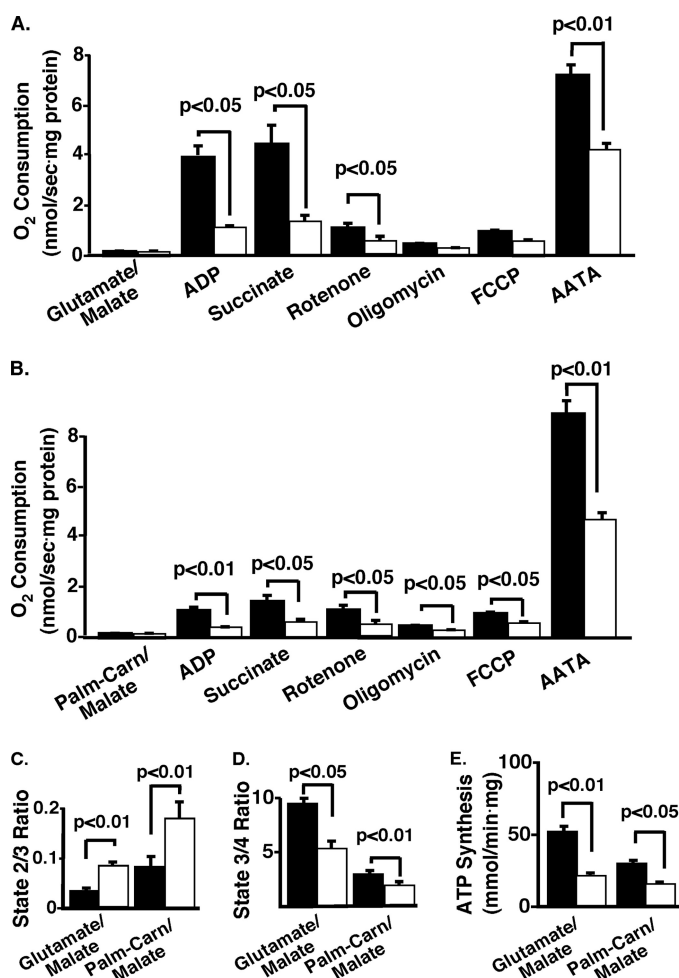 A.
p<0.01
8
p<0.05
p<0.05
6
p<0.05
4
2
0
O2 Consumption
(nmol/sec·mg protein)
Glutamate/
Malate
ADP
Succinate
Rotenone
Oligomycin
FCCP
AATA
B.
p<0.01
8
6
4
p<0.01
p<0.05
p<0.05
p<0.05
p<0.05
2
0
O2 Consumption
(nmol/sec·mg protein)
Palm-Carn/
Malate
ADP
Succinate
Rotenone
Oligomycin
FCCP
AATA
C.
p<0.01
p<0.01
0.2
0.1
0
State 2/3 Ratio
Glutamate/
Malate
Palm-Carn/
Malate
D.
p<0.05
p<0.01
10
5
State 3/4 Ratio
Glutamate/
Malate
Palm-Carn/
Malate
E.
100
p<0.01
p<0.05
50
0
ATP Synthesis
(mmol/min·mg)
Glutamate/
Malate
Palm-Carn/
Malate